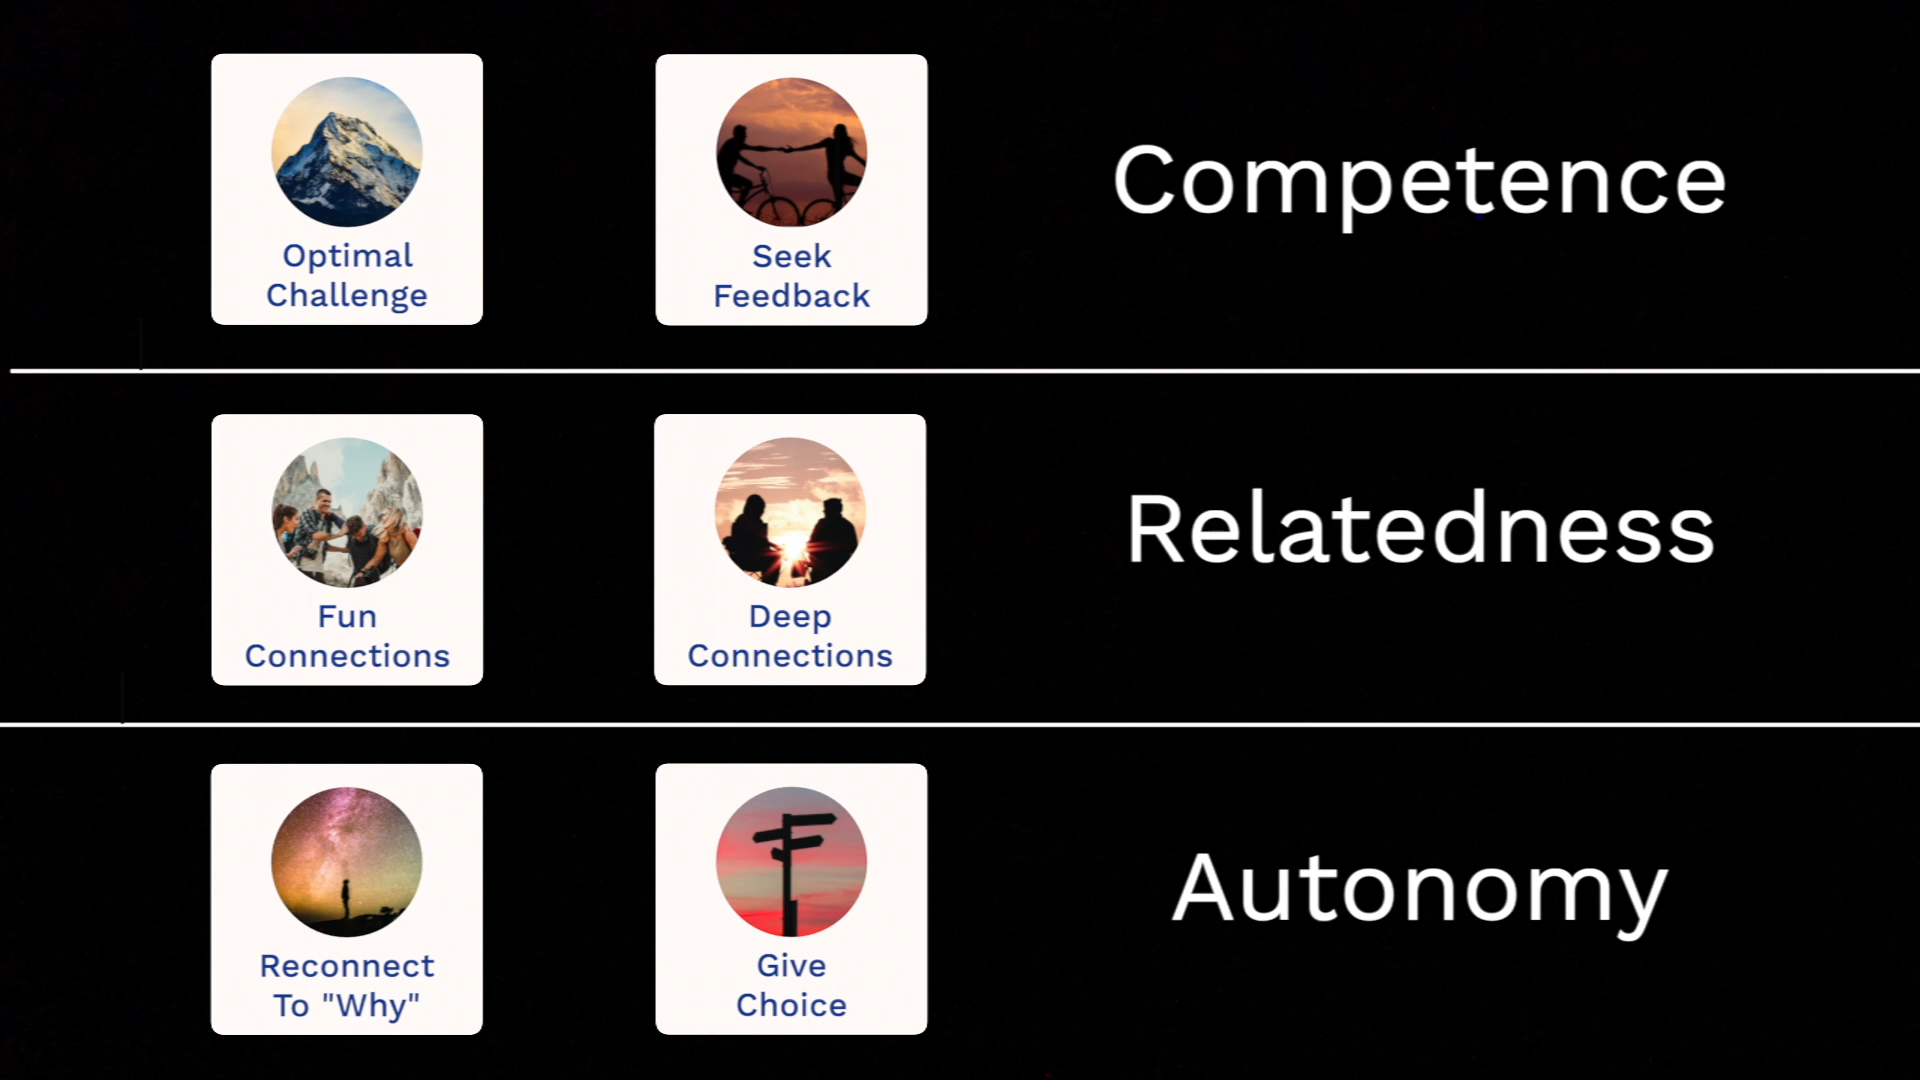 Optimal
Challenge
Seek
Feedback
Competence
Fun
Connections
Deep
Connections
Relatedness
Reconnect
To "Why"
Give
Choice
Autonomy